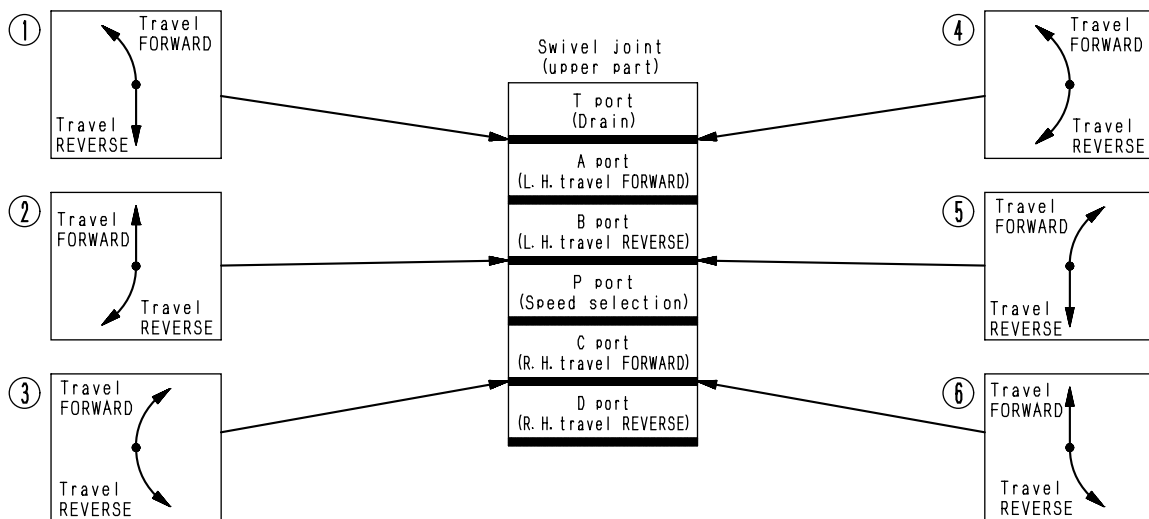 ①
Travel
FORWARD
Travel
REVERSE
②
Travel
FORWARD
Travel
REVERSE
③
Travel
FORWARD
Travel
REVERSE
Swivel joint
(upper part)
T port
(Drain)
A port
(L.H.travel FORWARD)
B port
(L.H.travel REVERSE)
P port
(Speed selection)
C port
(R.H.travel FORWARD)
D port
(R.H.travel REVERSE)
④
Travel
FORWARD
Travel
REVERSE
⑤
Travel
FORWARD
Travel
REVERSE
⑥
Travel
FORWARD
Travel
REVERSE